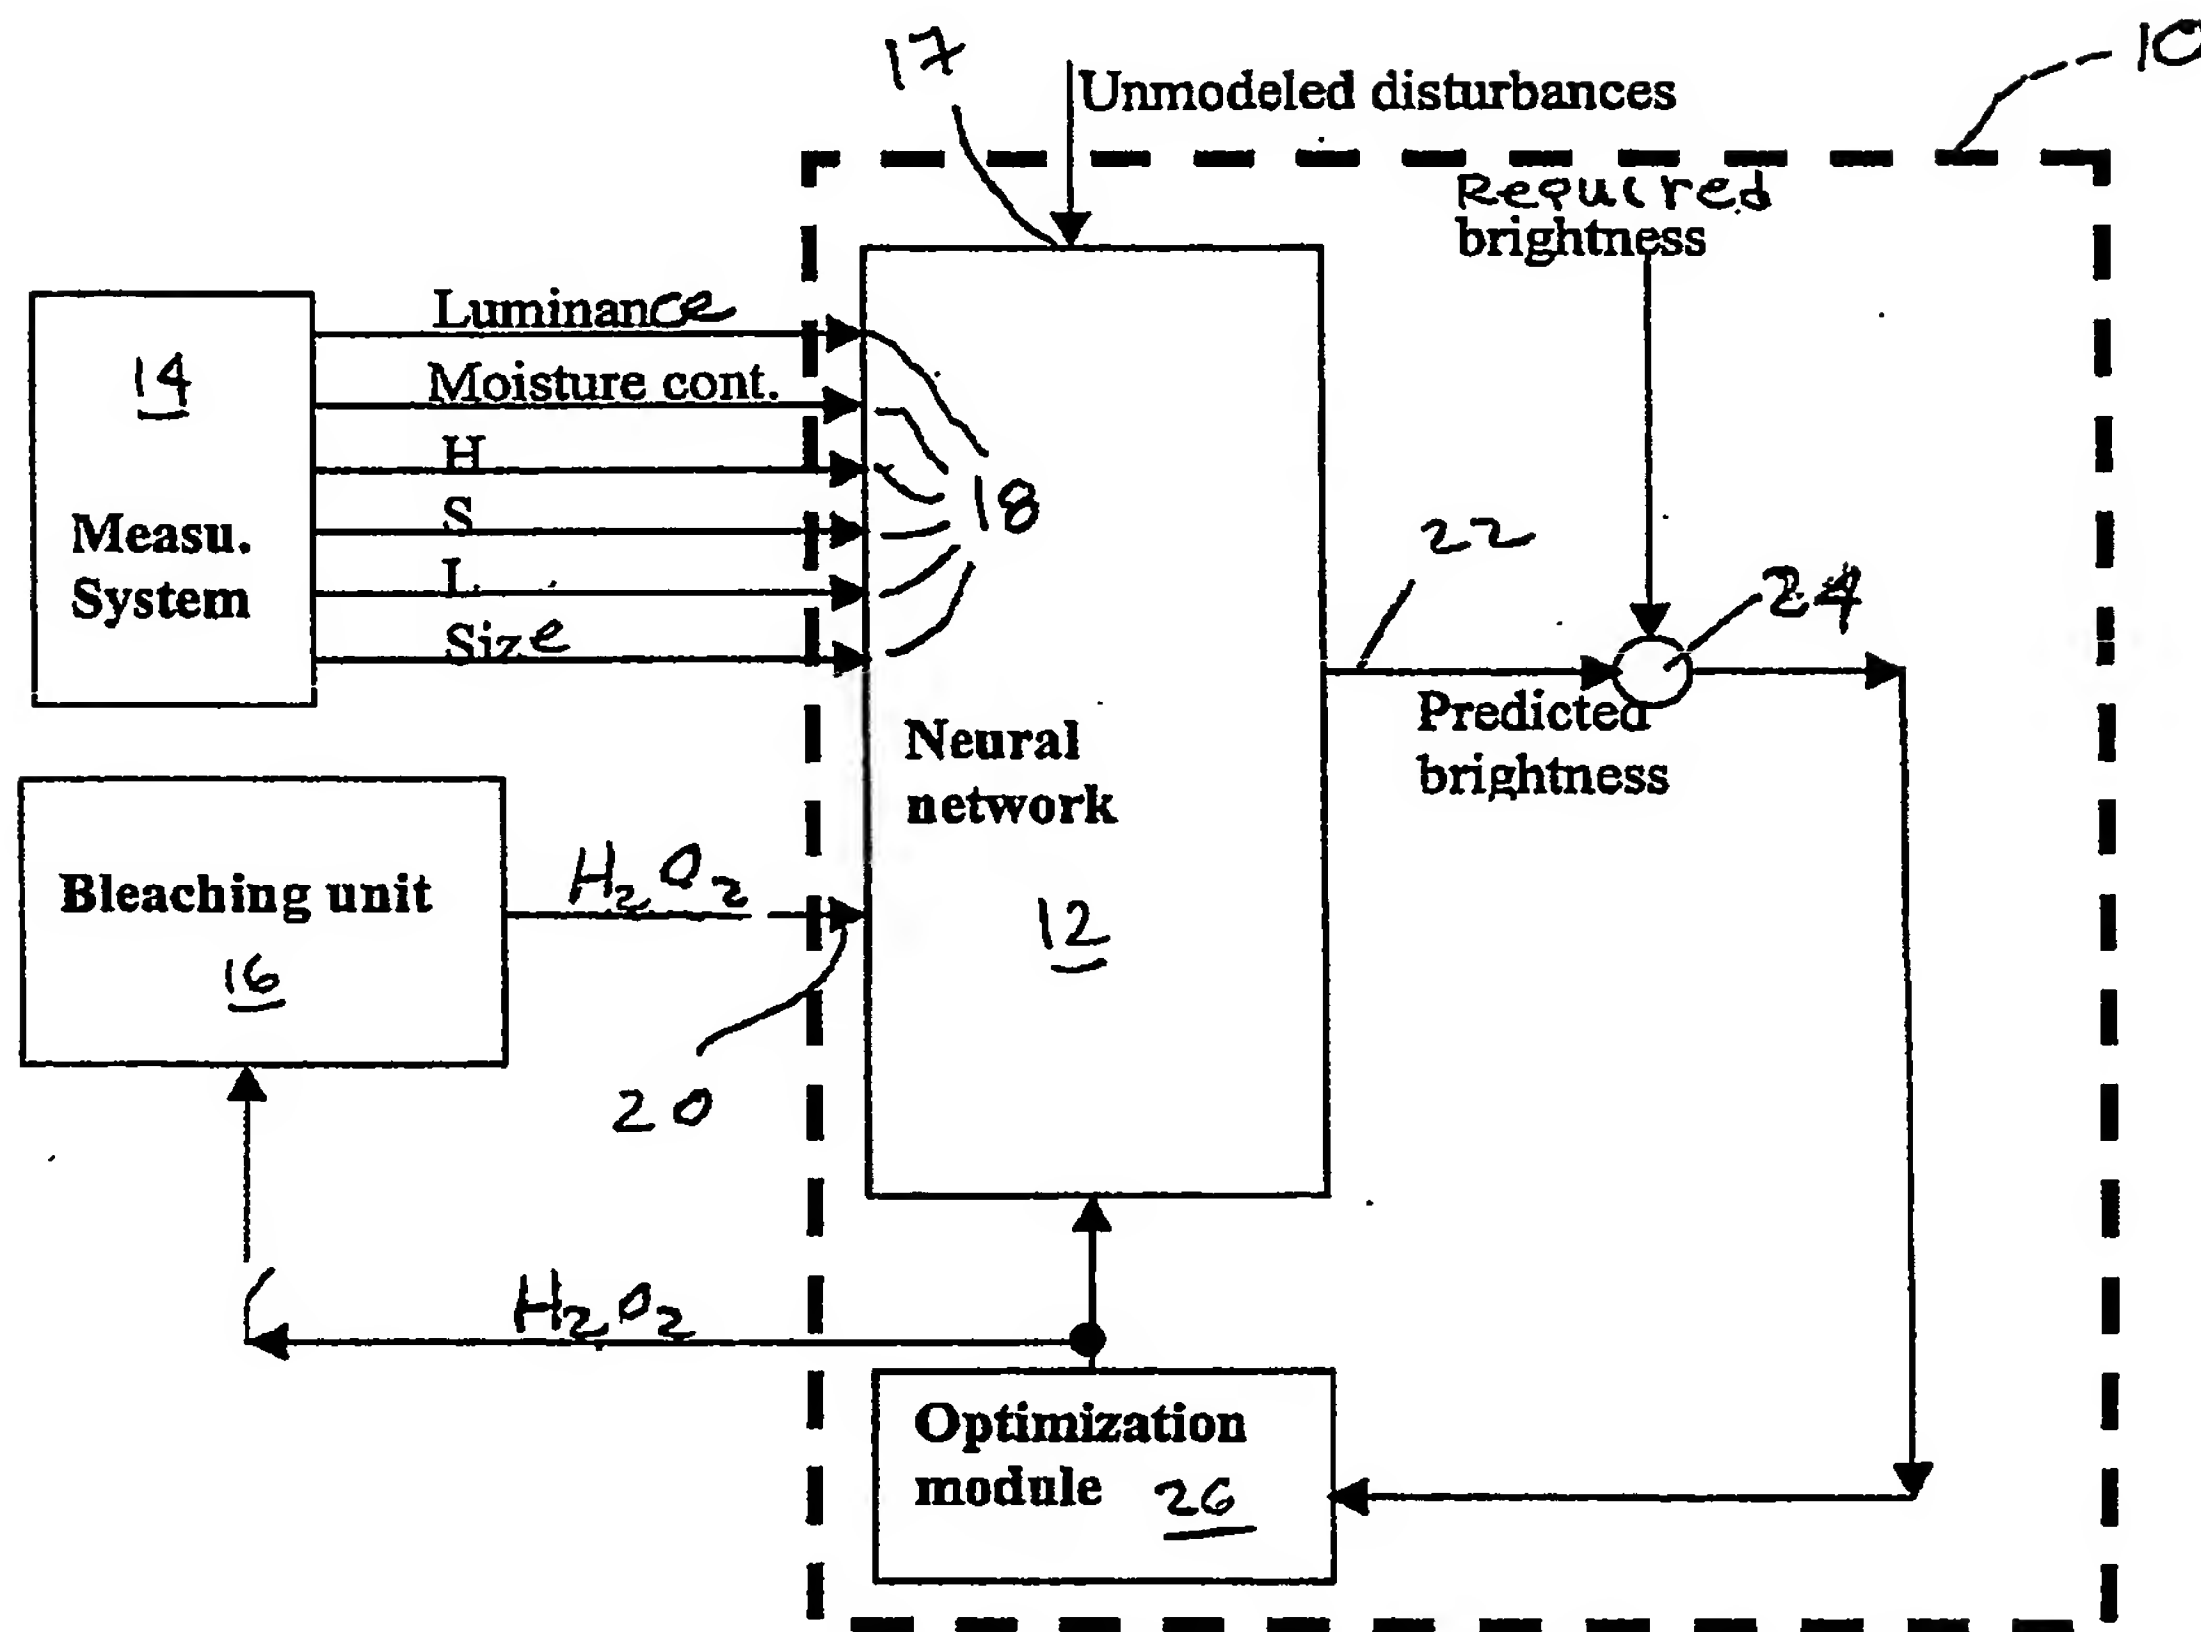 17
10
Unmodeled disturbances
Required
brightness
14
Measu.
System
Luminance
Moisture cont.
H
S
L
Size
18
22
24
Predicted
brightness
Neural
network
12
Bleaching unit
16
H₂O₂
20
H₂O₂
Optimization
module 26